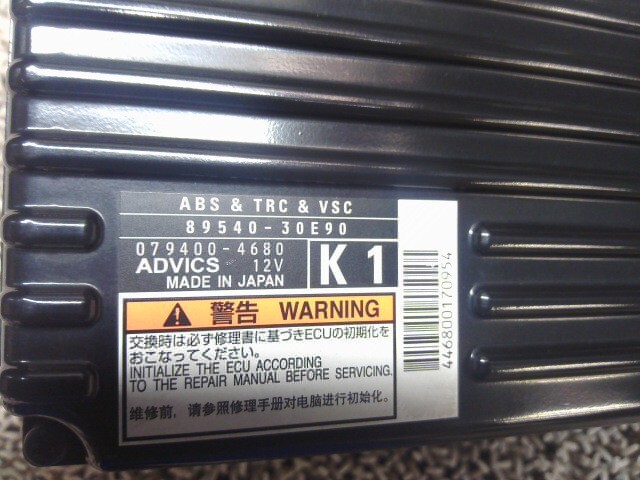 ABS & TRC & VSC
89540-30E90
079400-4680
ADVICS 12V
MADE IN JAPAN
K1
446800170954
警告 WARNING
交換時は必ず修理書に基づきECUの初期化を
おこなってください。
INITIALIZE THE ECU ACCORDING
TO THE REPAIR MANUAL BEFORE SERVICING.
维修前，请参照修理手册对电脑进行初始化。